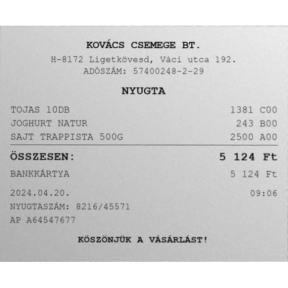 KOVÁCS CSEMEGE BT.
H-8172 Ligetkövesd, Váci utca 192.
ADÓSZÁM: 57400248-2-29
NYUGTA
TOJÁS 10DB 1381 C00
JOGHURT NATUR 243 B00
SAJT TRAPPISTA 500G 2500 A00
ÖSSZESEN: 5 124 Ft
BANKKÁRTYA 5 124 Ft
2024.04.20. 09:06
NYUGTASZÁM: 8216/45571
AP A64547677
KÖSZÖNJÜK A VÁSÁRLÁST!